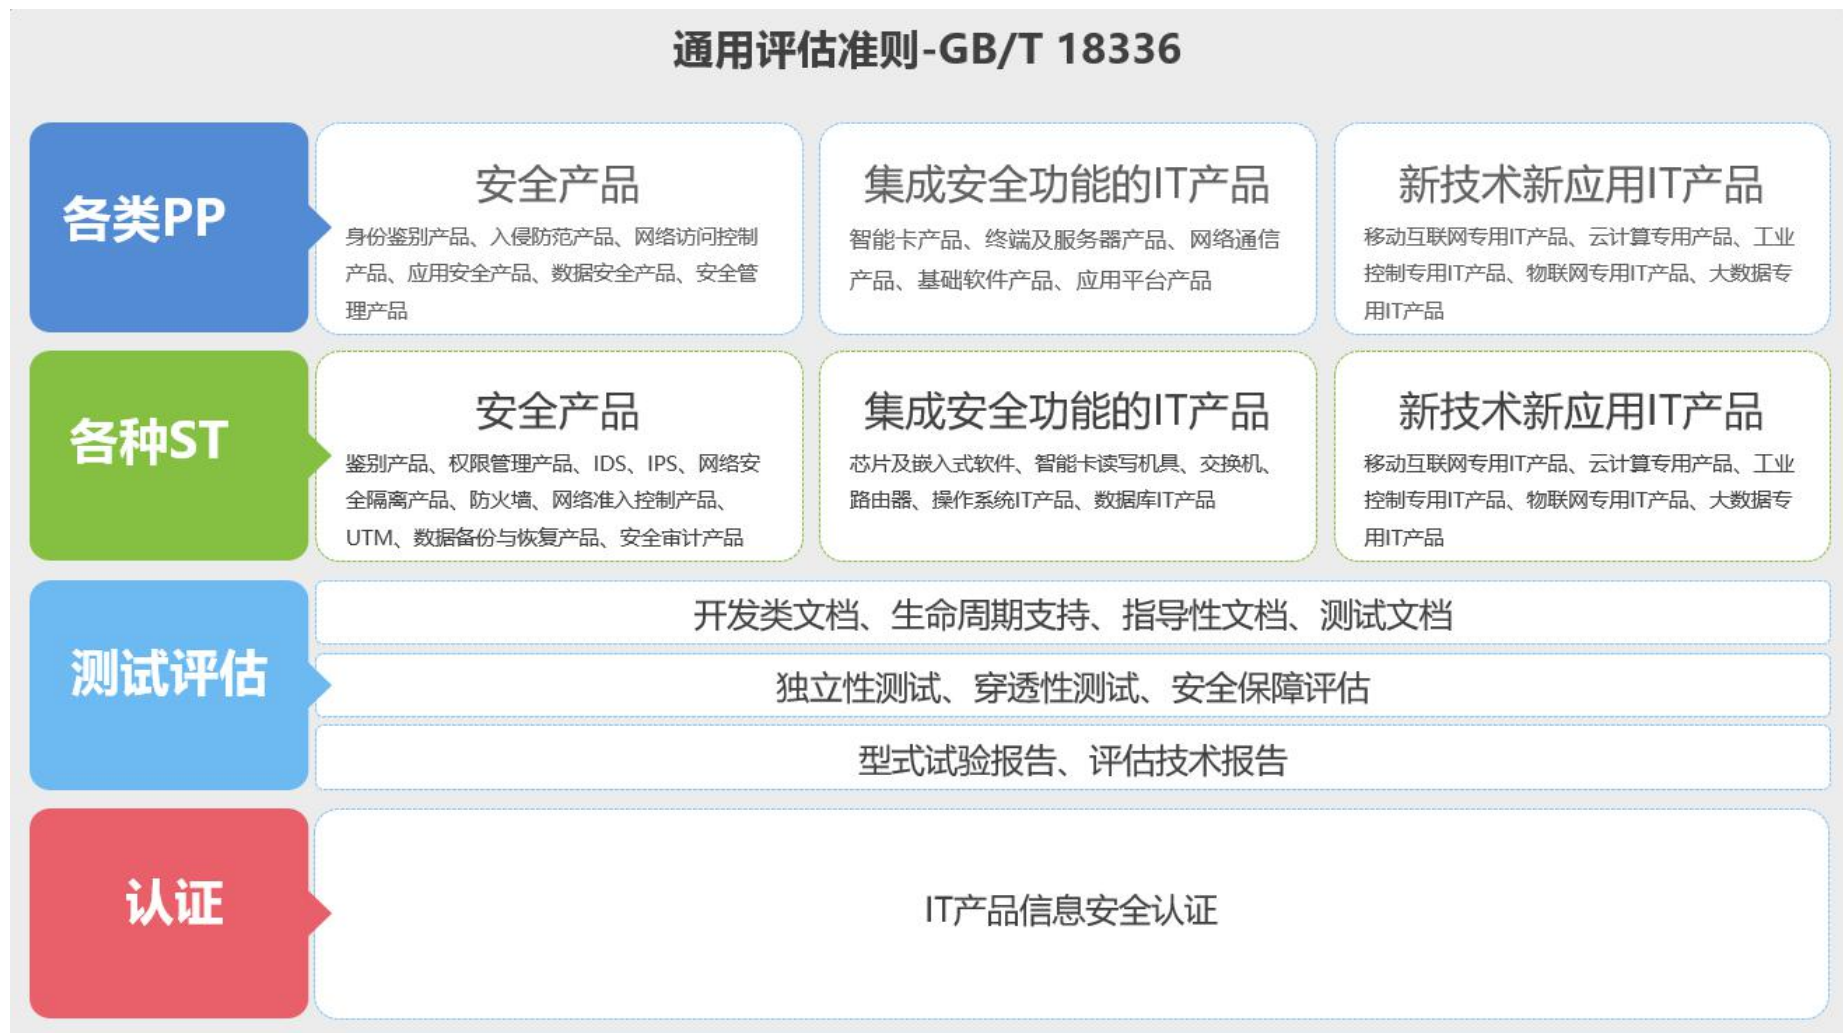 通用评估准则-GB/T 18336
各类PP
安全产品
身份鉴别产品、入侵防范产品、网络访问控制
产品、应用安全产品、数据安全产品、安全管
理产品
集成安全功能的IT产品
智能卡产品、终端及服务器产品、网络通信
产品、基础软件产品、应用平台产品
新技术新应用IT产品
移动互联网专用IT产品、云计算专用产品、工业
控制专用IT产品、物联网专用IT产品、大数据专
用IT产品
各种ST
安全产品
鉴别产品、权限管理产品、IDS、IPS、网络安
全隔离产品、防火墙、网络准入控制产品、
UTM、数据备份与恢复产品、安全审计产品
集成安全功能的IT产品
芯片及嵌入式软件、智能卡读写机具、交换机、
路由器、操作系统IT产品、数据库IT产品
新技术新应用IT产品
移动互联网专用IT产品、云计算专用产品、工业
控制专用IT产品、物联网专用IT产品、大数据专
用IT产品
测试评估
开发类文档、生命周期支持、指导性文档、测试文档
独立性测试、穿透性测试、安全保障评估
型式试验报告、评估技术报告
认证
IT产品信息安全认证